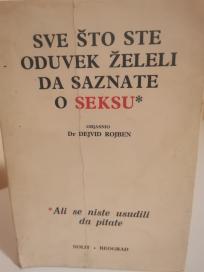 SVE ŠTO STE
ODUVEK ŽELELI
DA SAZNATE
O SEKSU*
OBJASNIO
Dr DEJVID ROJBEN
*Ali se niste usudili
da pitate
NOLIT • BEOGRAD